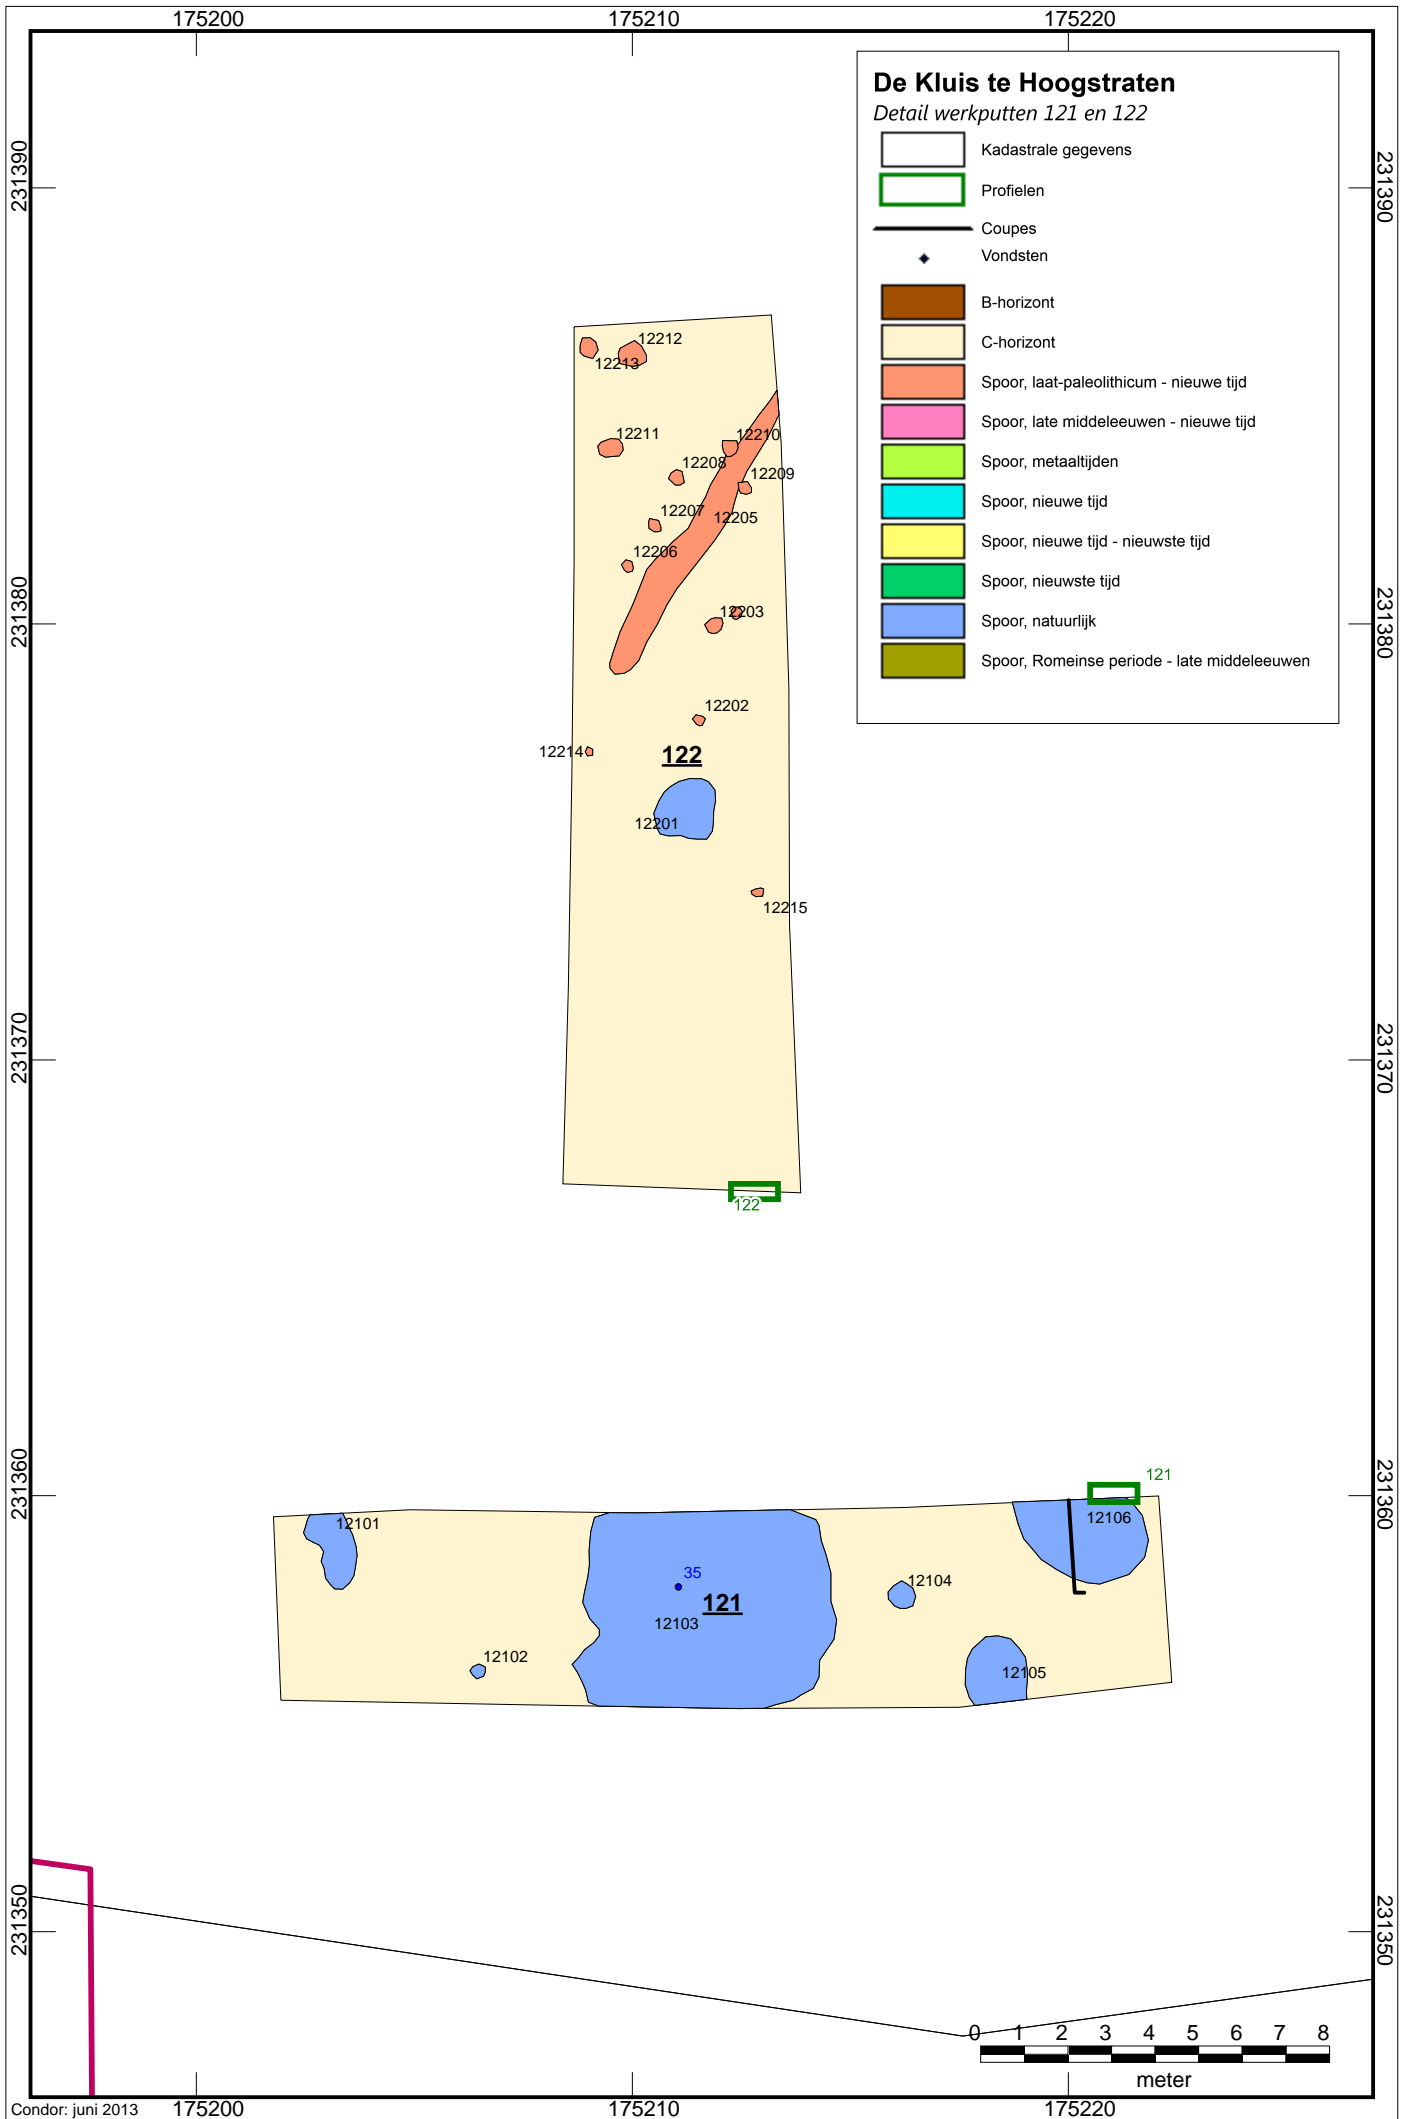 175200 175210 175220
De Kluis te Hoogstraten
Detail werkputten 121 en 122
Kadastrale gegevens
Profielen
Coupes
Vondsten
B-horizont
C-horizont
Spoor, laat-paleolithicum - nieuwe tijd
Spoor, late middeleeuwen - nieuwe tijd
Spoor, metaaltijden
Spoor, nieuwe tijd
Spoor, nieuwe tijd - nieuwste tijd
Spoor, nieuwste tijd
Spoor, natuurlijk
Spoor, Romeinse periode - late middeleeuwen
231390 231390
12212
12213
12211
12210
12208
12209
12207
12205
12206
231380 231380
12203
12202
12214
122
12201
12215
231370 231370
122
231360 231360
121
12101
12106
35
12104
121
12103
12102
12105
231350 231350
0 1 2 3 4 5 6 7 8
meter
Condor: juni 2013
175200 175210 175220